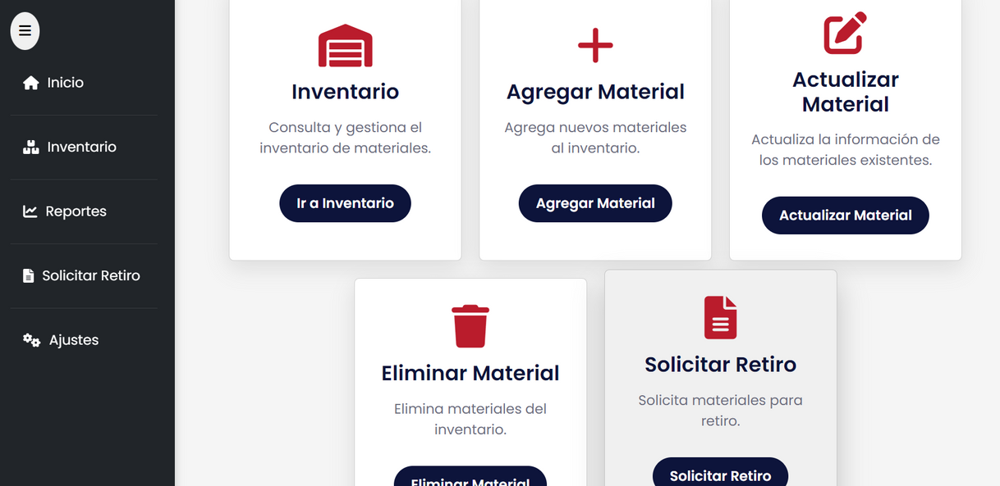 Inicio
Inventario
Reportes
Solicitar Retiro
Ajustes
Inventario
Consulta y gestiona el
inventario de materiales.
Ir a Inventario
Agregar Material
Agrega nuevos materiales
al inventario.
Agregar Material
Actualizar
Material
Actualiza la información de
los materiales existentes.
Actualizar Material
Eliminar Material
Elimina materiales del
inventario.
Eliminar Material
Solicitar Retiro
Solicita materiales para
retiro.
Solicitar Retiro